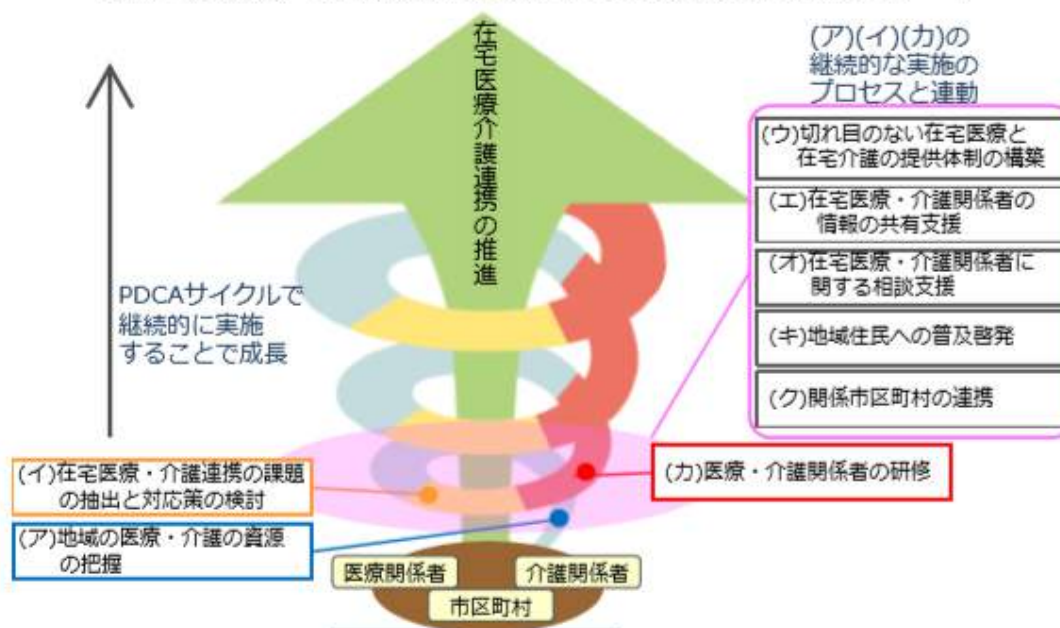 (ア)(イ)(カ)の
継続的な実施の
プロセスと連動
在宅医療介護連携の推進
(ウ)切れ目のない在宅医療と
在宅介護の提供体制の構築
(エ)在宅医療・介護関係者の
情報の共有支援
(オ)在宅医療・介護関係者に
関する相談支援
(キ)地域住民への普及啓発
(ク)関係市区町村の連携
PDCAサイクルで
継続的に実施
することで成長
(イ)在宅医療・介護連携の課題
の抽出と対応策の検討
(カ)医療・介護関係者の研修
(ア)地域の医療・介護の資源
の把握
医療関係者
介護関係者
市区町村